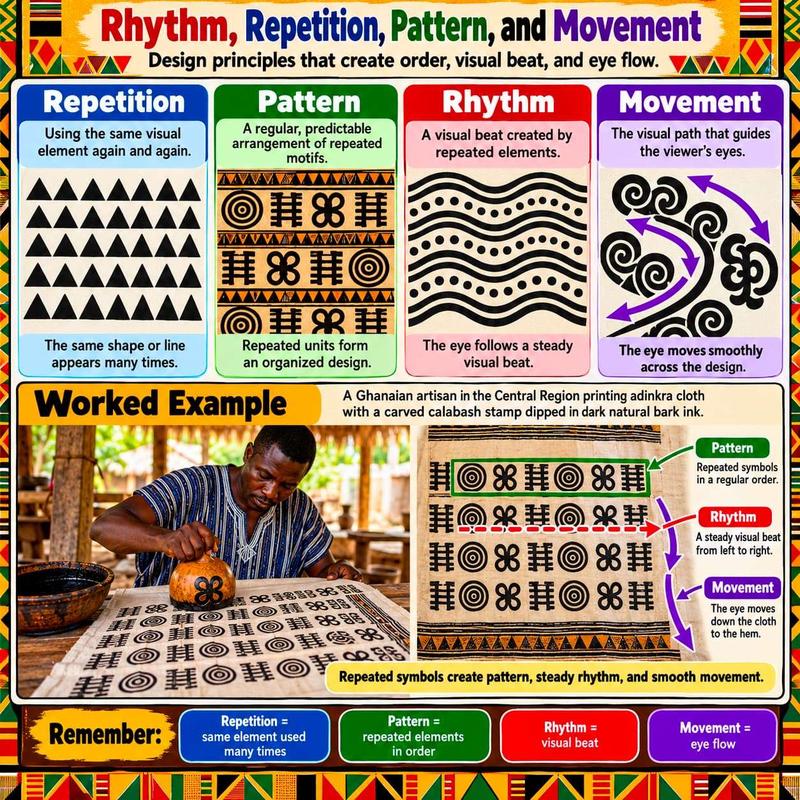 Rhythm, Repetition, Pattern, and Movement
Design principles that create order, visual beat, and eye flow.
Repetition
Using the same visual
element again and again.
The same shape or line
appears many times.
Pattern
A regular, predictable
arrangement of repeated
motifs.
Repeated units form
an organized design.
Rhythm
A visual beat created by
repeated elements.
The eye follows a steady
visual beat.
Movement
The visual path that guides
the viewer's eyes.
The eye moves smoothly
across the design.
Worked Example
A Ghanaian artisan in the Central Region printing adinkra cloth
with a carved calabash stamp dipped in dark natural bark ink.
Pattern
Repeated symbols
in a regular order.
Rhythm
A steady visual beat
from left to right.
Movement
The eye moves
down the cloth
to the hem.
Repeated symbols create pattern, steady rhythm, and smooth movement.
Remember:
Repetition =
same element used
many times
Pattern =
repeated elements
in order
Rhythm =
visual beat
Movement =
eye flow